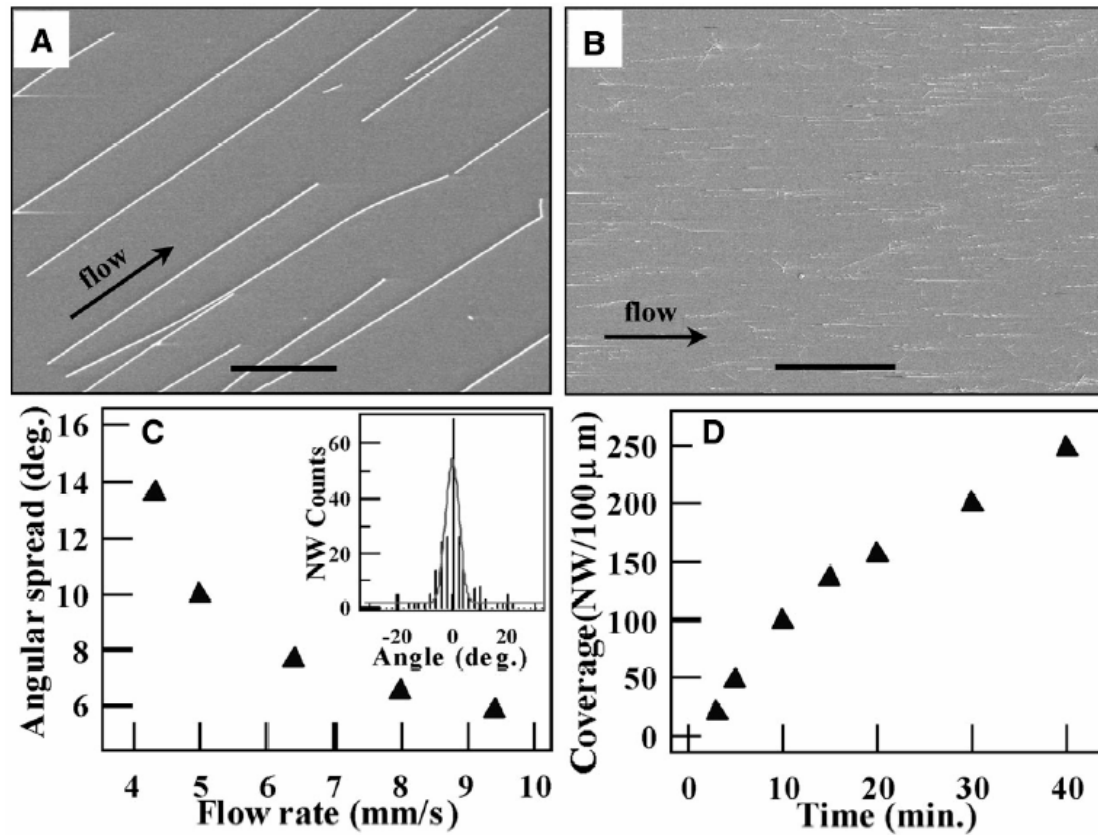 A
flow
B
flow
C
Angular spread (deg.)
16
14
12
10
8
6
4 5 6 7 8 9 10
Flow rate (mm/s)
NW Counts
60
40
20
0
-20 0 20
Angle (deg.)
D
Coverage(NW/100μm)
250
200
150
100
50
0
0 10 20 30 40
Time (min.)